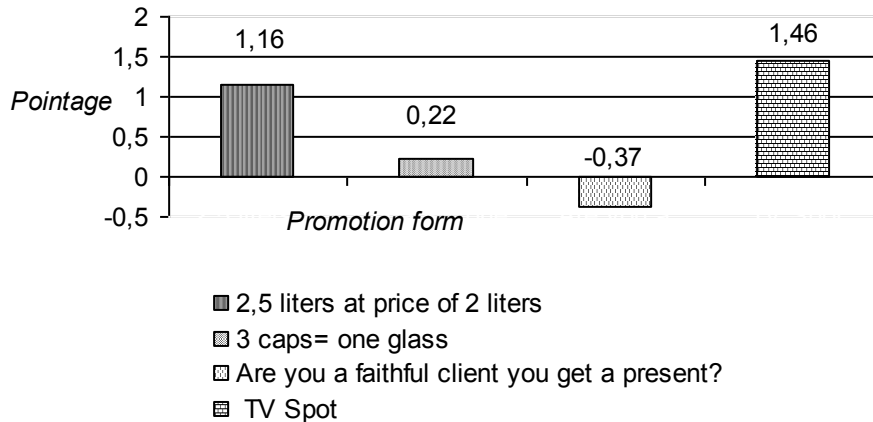 2
1,5
1
0,5
0
-0,5
Pointage
1,16
0,22
-0,37
1,46
Promotion form
2,5 liters at price of 2 liters
3 caps= one glass
Are you a faithful client you get a present?
TV Spot